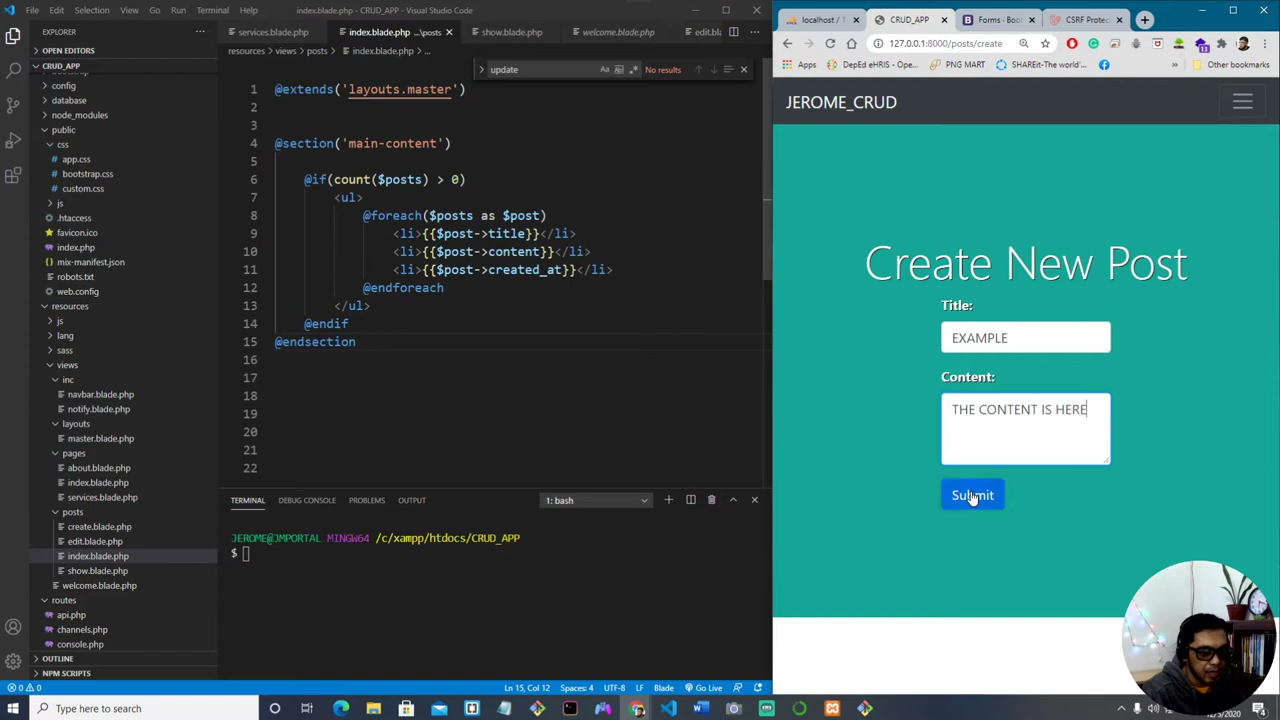 File Edit Selection View Go Run Terminal Help index.blade.php - CRUD_APP - Visual Studio Code
EXPLORER
OPEN EDITORS
CRUD_APP
config
database
node_modules
public
css
app.css
bootstrap.css
custom.css
js
.htaccess
favicon.ico
index.php
mix-manifest.json
robots.txt
web.config
resources
js
lang
sass
views
inc
navbar.blade.php
notify.blade.php
layouts
master.blade.php
pages
about.blade.php
index.blade.php
services.blade.php
posts
create.blade.php
edit.blade.php
index.blade.php
show.blade.php
welcome.blade.php
routes
api.php
channels.php
console.php
OUTLINE
NPM SCRIPTS
services.blade.php index.blade.php ...\posts show.blade.php welcome.blade.php edit.bl
resources > views > posts > index.blade.php > ...
update Aa No results
1 @extends('layouts.master')
2
3
4 @section('main-content')
5
6 @if(count($posts) > 0)
7 <ul>
8 @foreach($posts as $post)
9 <li>{{$post->title}}</li>
10 <li>{{$post->content}}</li>
11 <li>{{$post->created_at}}</li>
12 @endforeach
13 </ul>
14 @endif
15 @endsection
16
17
18
19
20
21
22
TERMINAL DEBUG CONSOLE PROBLEMS OUTPUT 1: bash
JEROME@JMPORTAL MINGW64 /c/xampp/htdocs/CRUD_APP
$
0 0 Ln 15, Col 12 Spaces: 4 UTF-8 LF Blade Go Live
localhost / CRUD_APP Forms - Boo CSRF Protec
127.0.0.1:8000/posts/create
Apps DepEd eHRIS - Ope... PNG MART SHAREit-The world'... Other bookmarks
JEROME_CRUD
Create New Post
Title:
EXAMPLE
Content:
THE CONTENT IS HERE
Submit
Type here to search